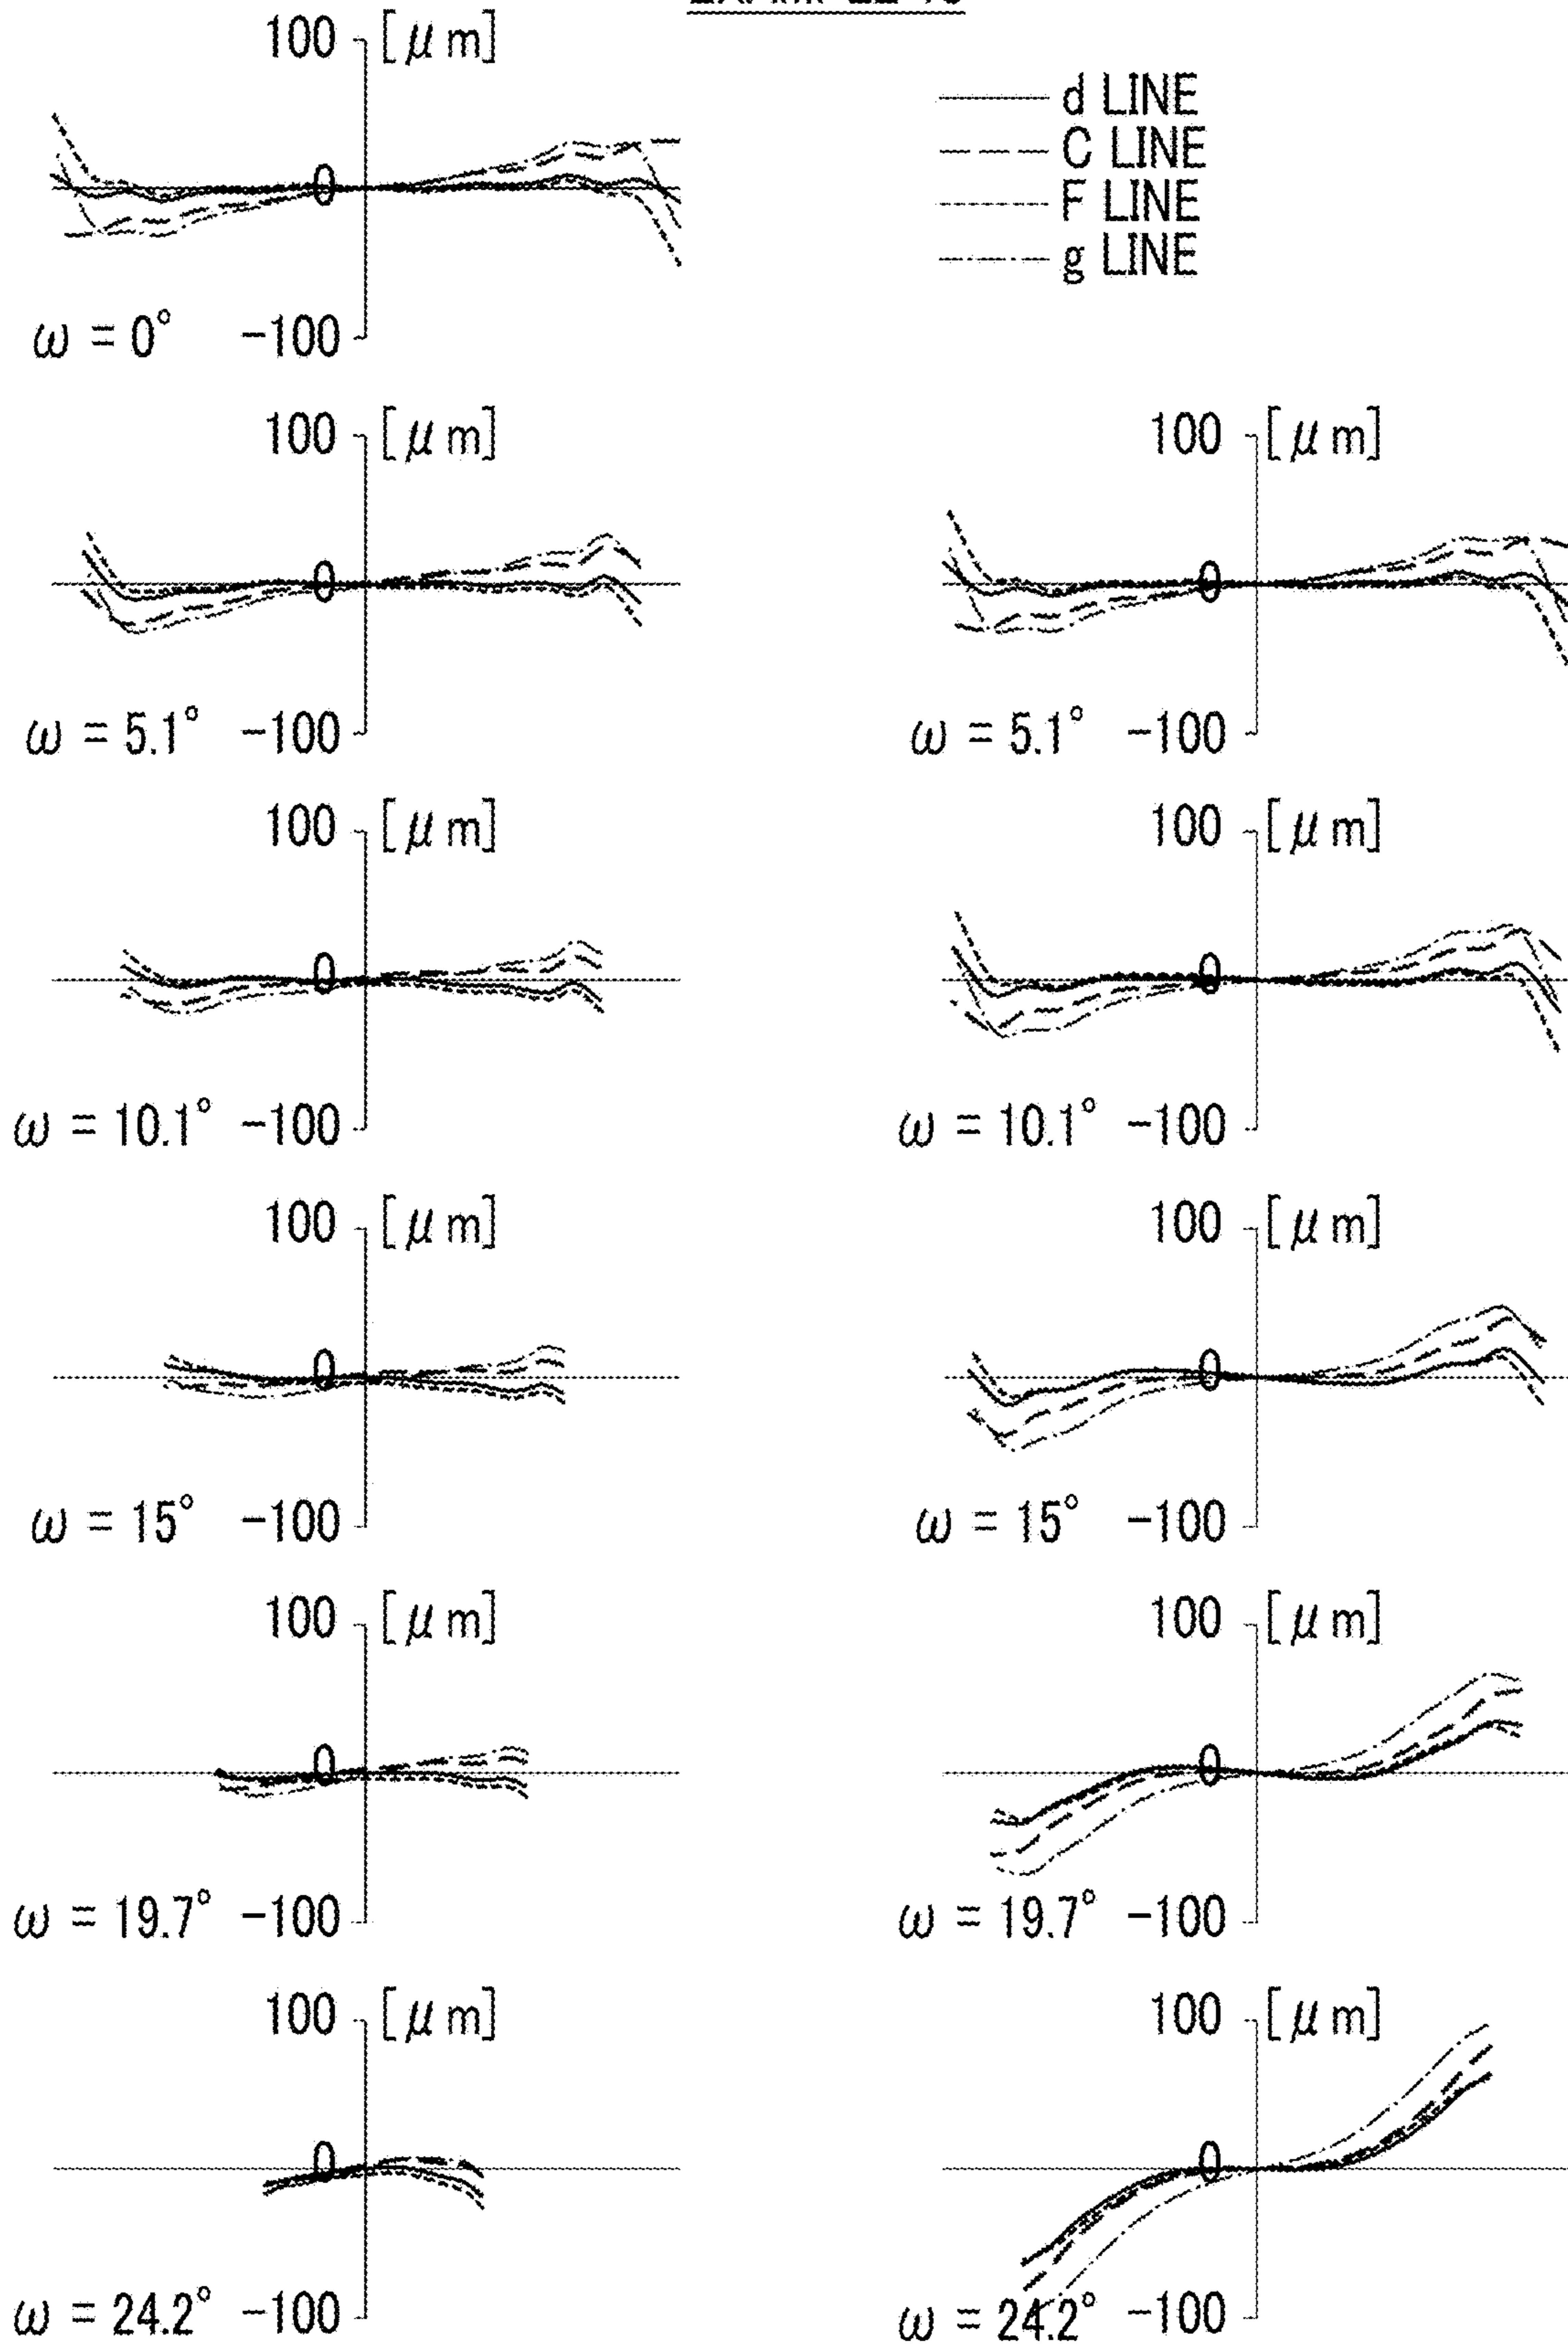 100 [μm]
d LINE
C LINE
F LINE
g LINE
0
ω = 0° -100
100 [μm] 100 [μm]
0 0
ω = 5.1° -100 ω = 5.1° -100
100 [μm] 100 [μm]
0 0
ω = 10.1° -100 ω = 10.1° -100
100 [μm] 100 [μm]
0 0
ω = 15° -100 ω = 15° -100
100 [μm] 100 [μm]
0 0
ω = 19.7° -100 ω = 19.7° -100
100 [μm] 100 [μm]
0 0
ω = 24.2° -100 ω = 24.2° -100